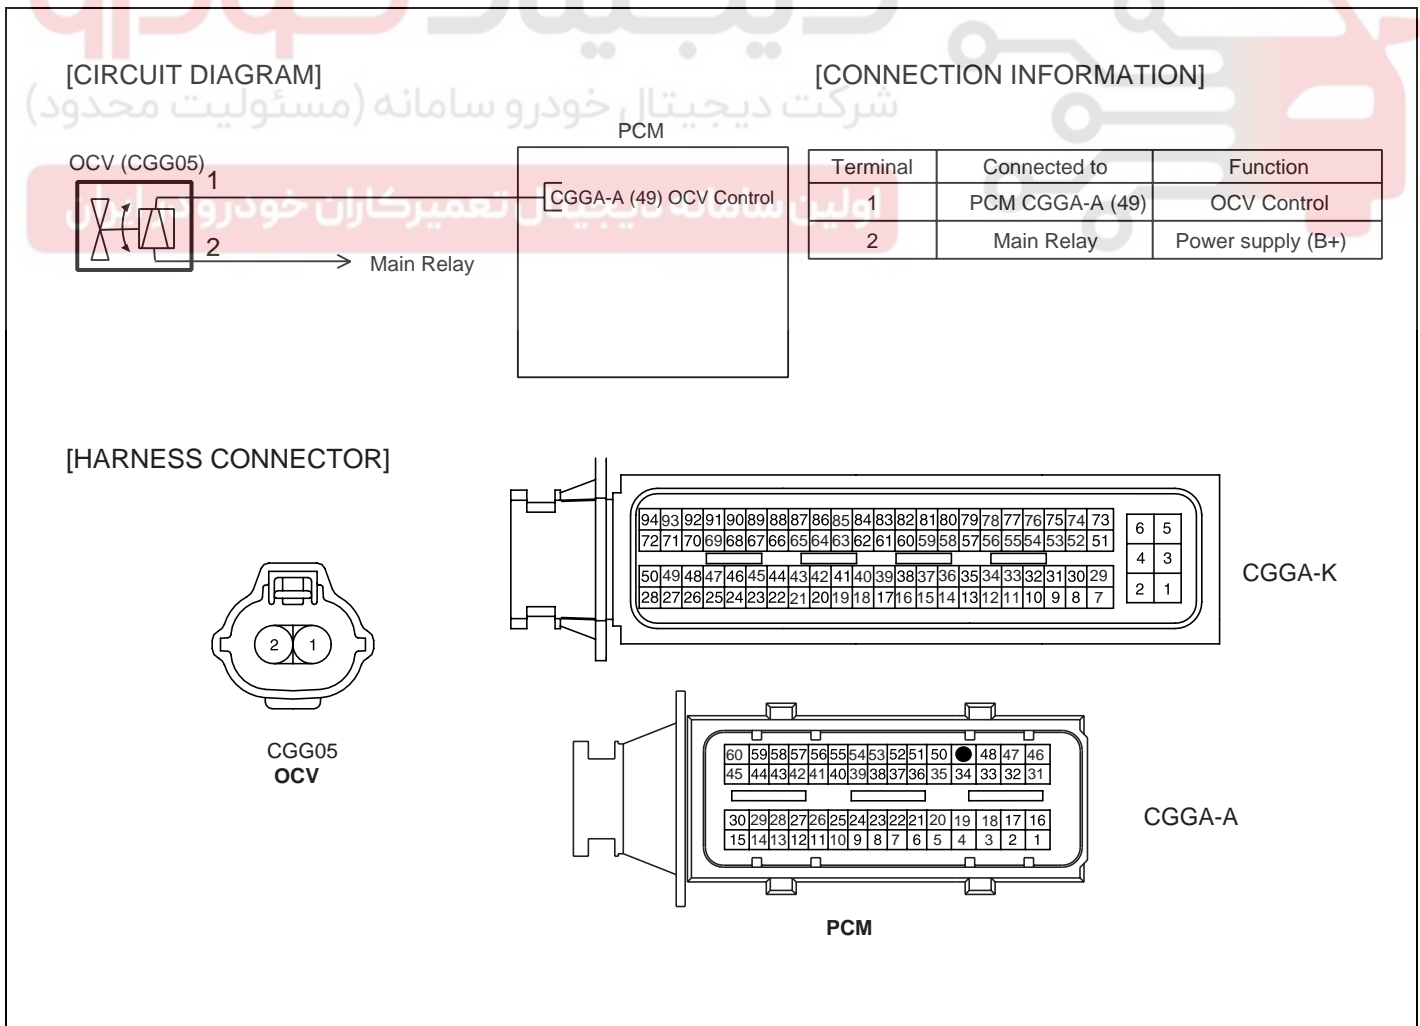 دیجیتال خودرو
شرکت دیجیتال خودرو سامانه (مسئولیت محدود)
اولین سامانه دیجیتال تعمیرکاران خودرو در ایران
[CIRCUIT DIAGRAM]
[CONNECTION INFORMATION]
PCM
OCV (CGG05)
1
CGGA-A (49) OCV Control
2
Main Relay
Terminal Connected to Function
1 PCM CGGA-A (49) OCV Control
2 Main Relay Power supply (B+)
[HARNESS CONNECTOR]
94 93 92 91 90 89 88 87 86 85 84 83 82 81 80 79 78 77 76 75 74 73
72 71 70 69 68 67 66 65 64 63 62 61 60 59 58 57 56 55 54 53 52 51
50 49 48 47 46 45 44 43 42 41 40 39 38 37 36 35 34 33 32 31 30 29
28 27 26 25 24 23 22 21 20 19 18 17 16 15 14 13 12 11 10 9 8 7
6 5
4 3
2 1
CGGA-K
2 1
CGG05
OCV
60 59 58 57 56 55 54 53 52 51 50 48 47 46
45 44 43 42 41 40 39 38 37 36 35 34 33 32 31
30 29 28 27 26 25 24 23 22 21 20 19 18 17 16
15 14 13 12 11 10 9 8 7 6 5 4 3 2 1
CGGA-A
PCM